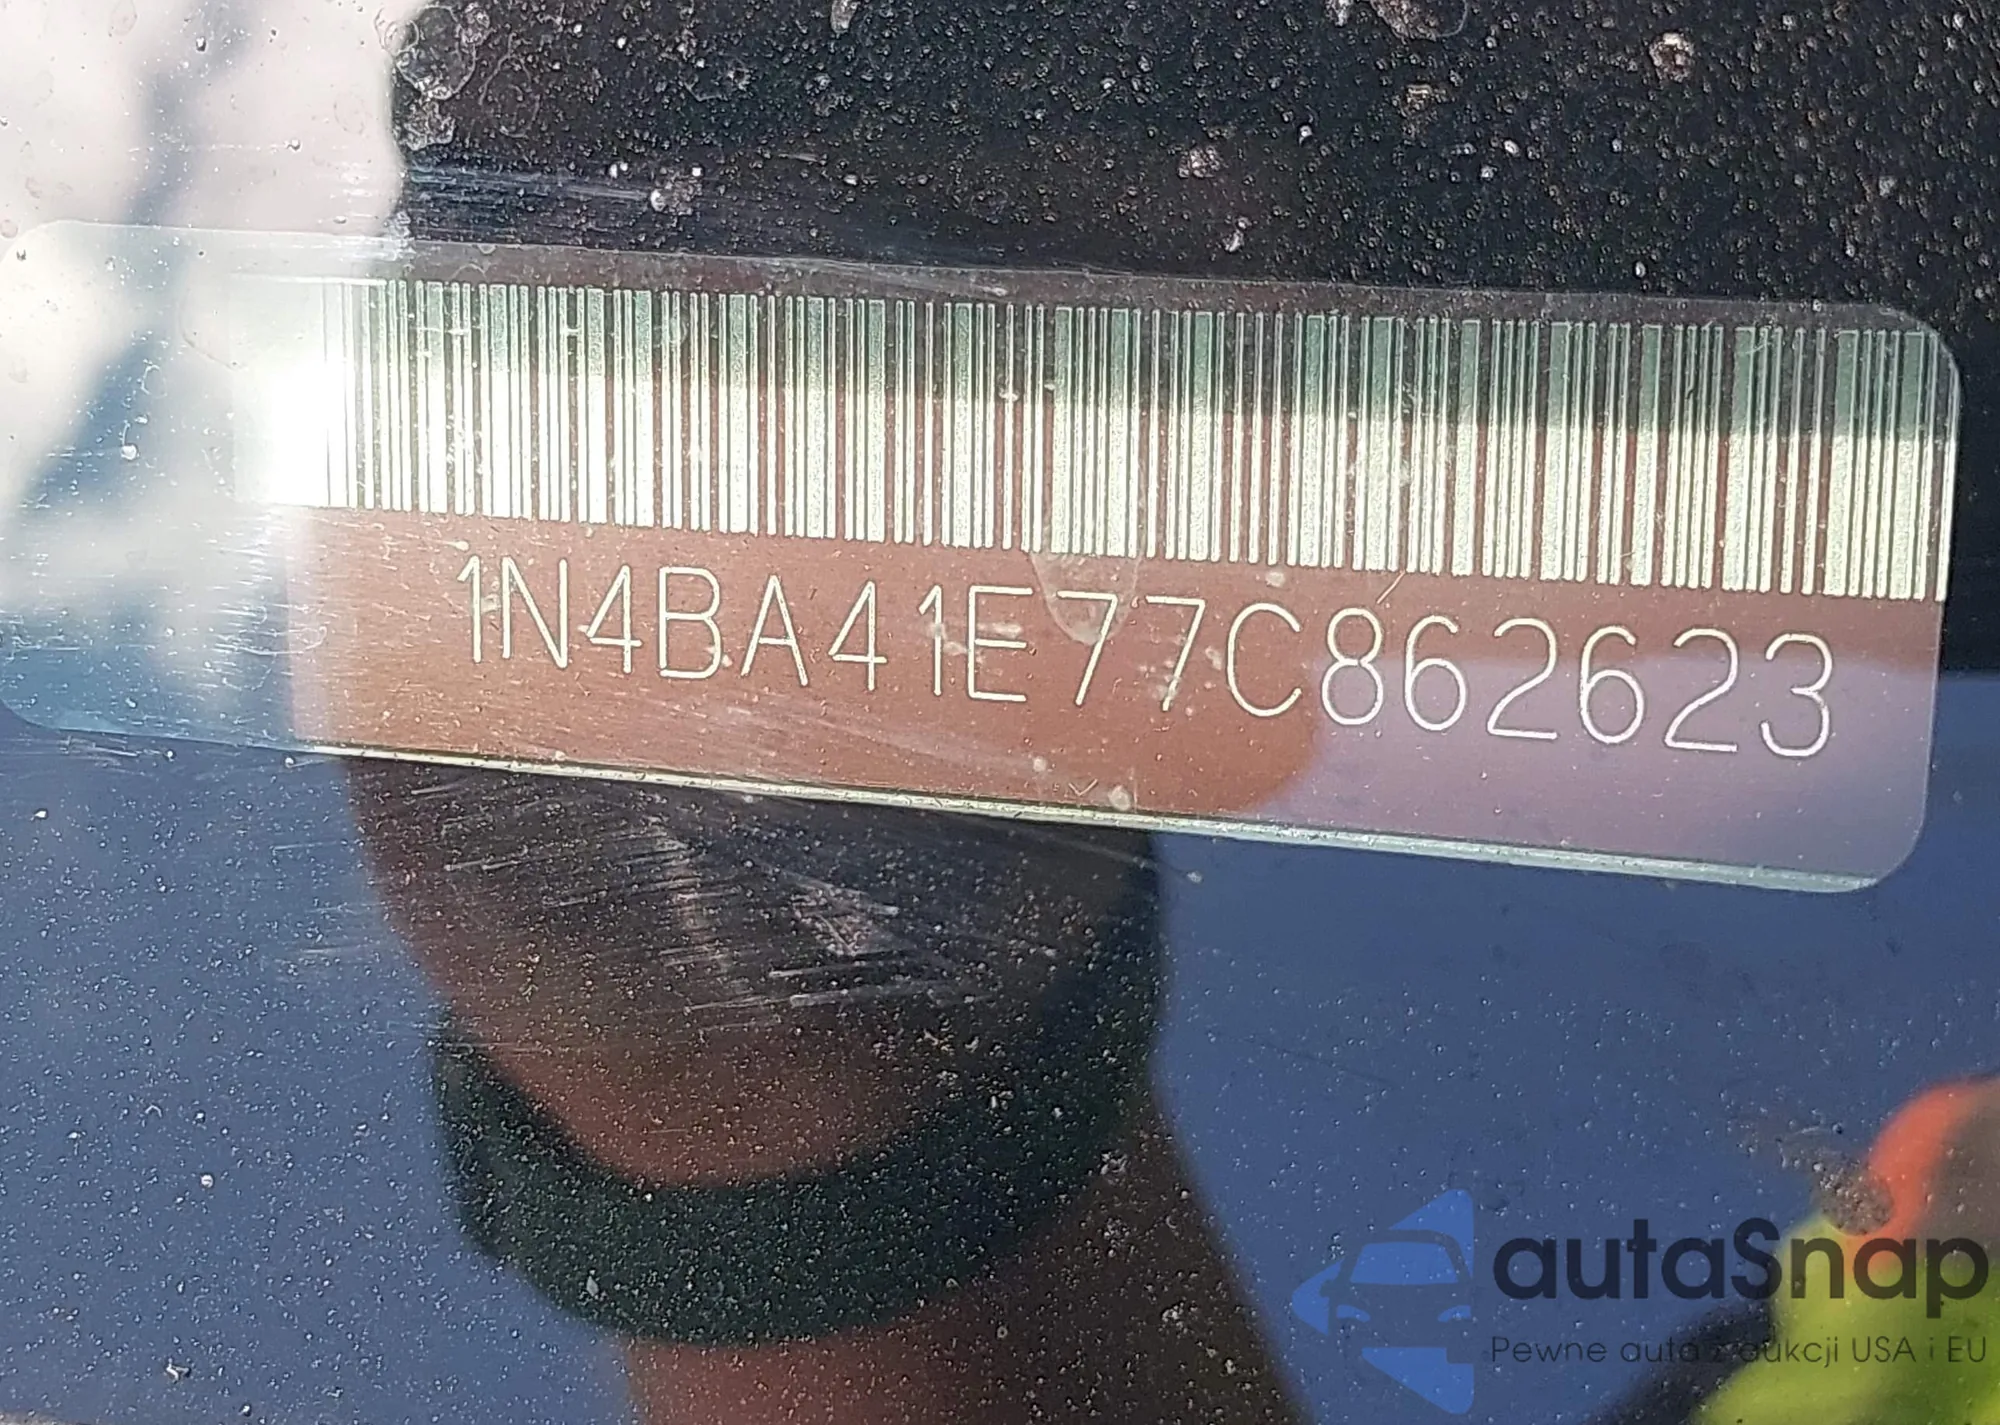 1N4BA41E77C862623
autaSnap
Pewne auta z aukcji USA i EU